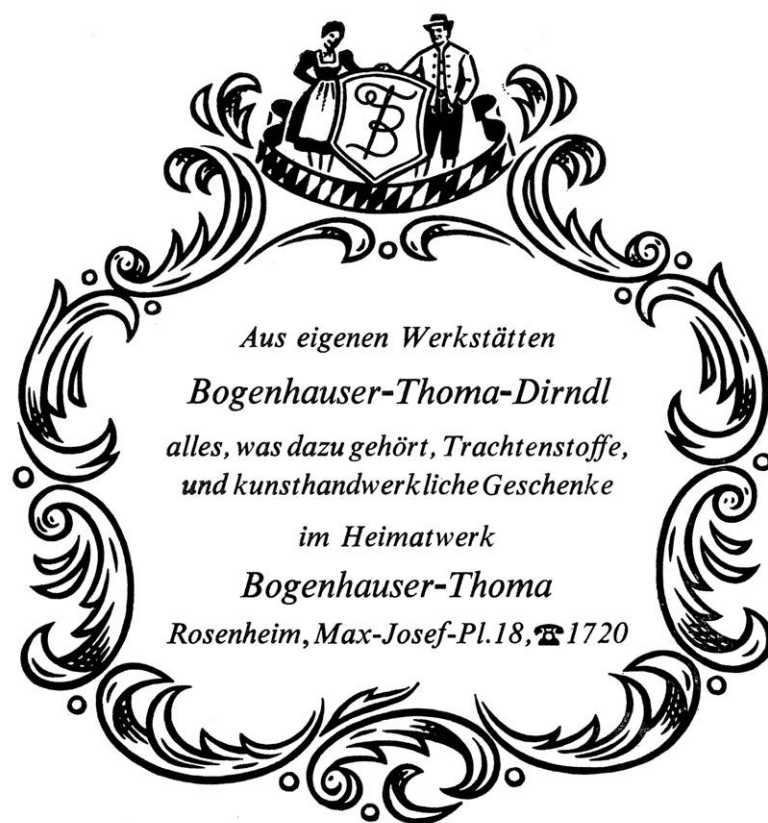 Aus eigenen Werkstätten
Bogenhauser-Thoma-Dirndl
alles, was dazu gehört, Trachtenstoffe,
und kunsthandwerkliche Geschenke
im Heimatwerk
Bogenhauser-Thoma
Rosenheim, Max-Josef-Pl. 18, ☎ 1720